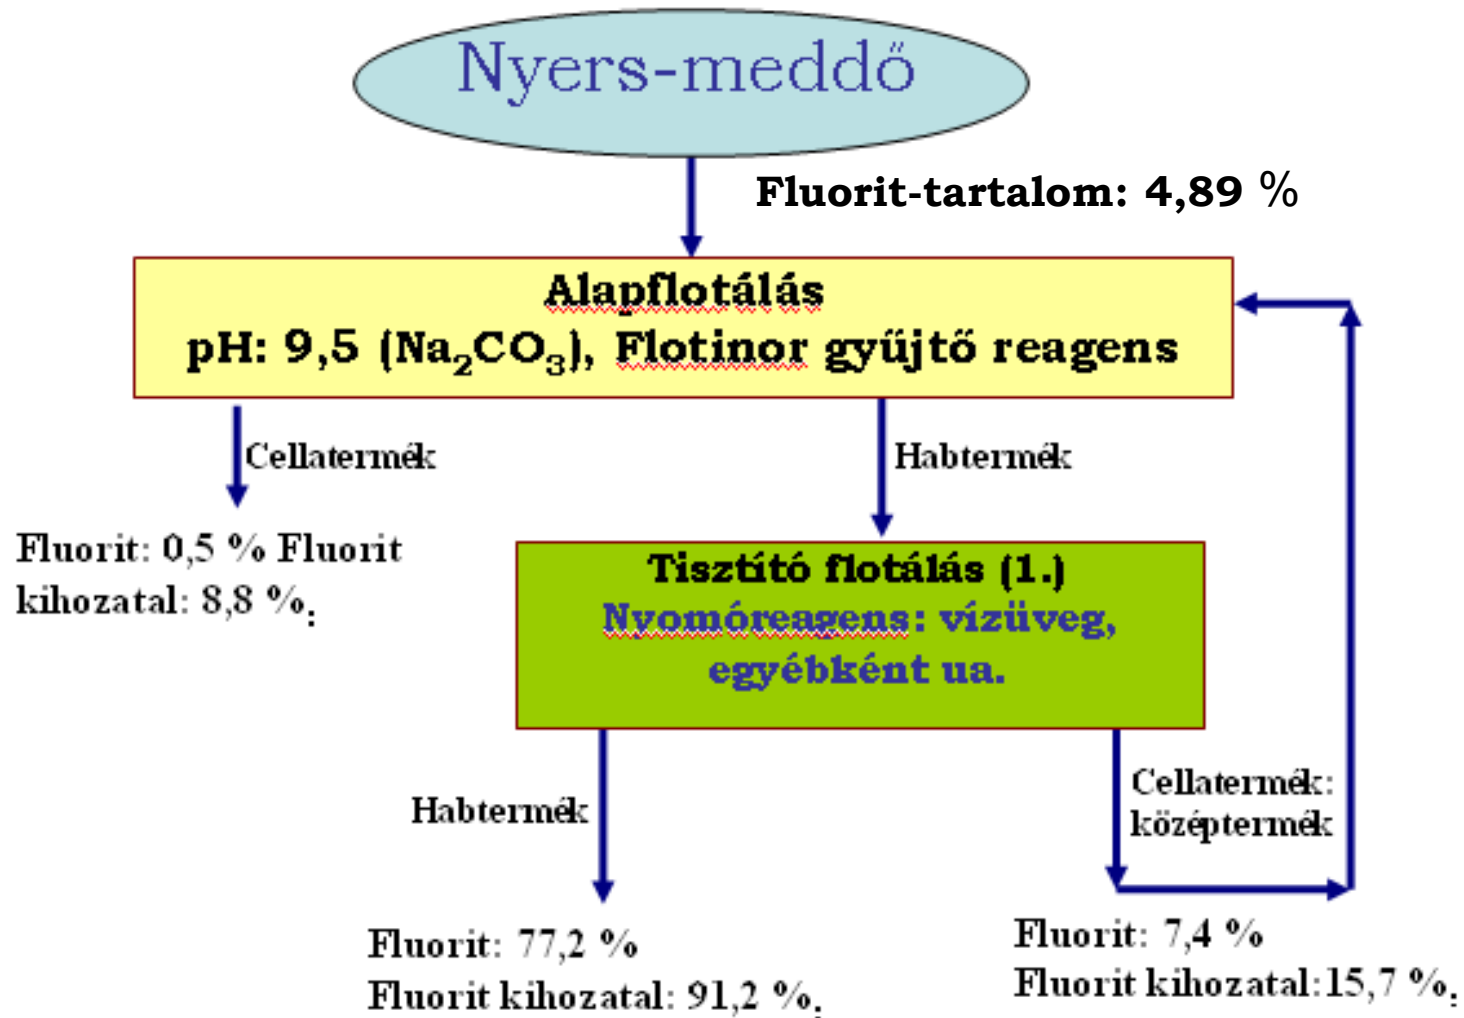 Nyers-meddő
Fluorit-tartalom: 4,89 %
Alapflotálás
pH: 9,5 (Na₂CO₃), Flotinor gyűjtő reagens
Cellatermék
Habtermék
Fluorit: 0,5 % Fluorit
kihozatal: 8,8 %.
Tisztító flotálás (1.)
Nyomóreagens: vízüveg,
egyébként ua.
Habtermék
Cellatermék:
középtermék
Fluorit: 77,2 %
Fluorit kihozatal: 91,2 %.
Fluorit: 7,4 %
Fluorit kihozatal:15,7 %.